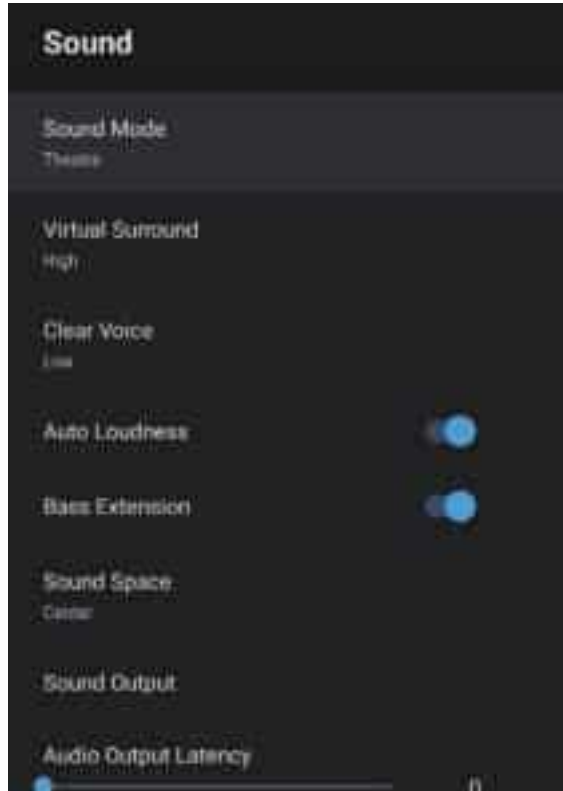 Sound
Sound Mode
Theatre
Virtual Surround
High
Clear Voice
Low
Auto Loudness
Bass Extension
Sound Space
Center
Sound Output
Audio Output Latency
0